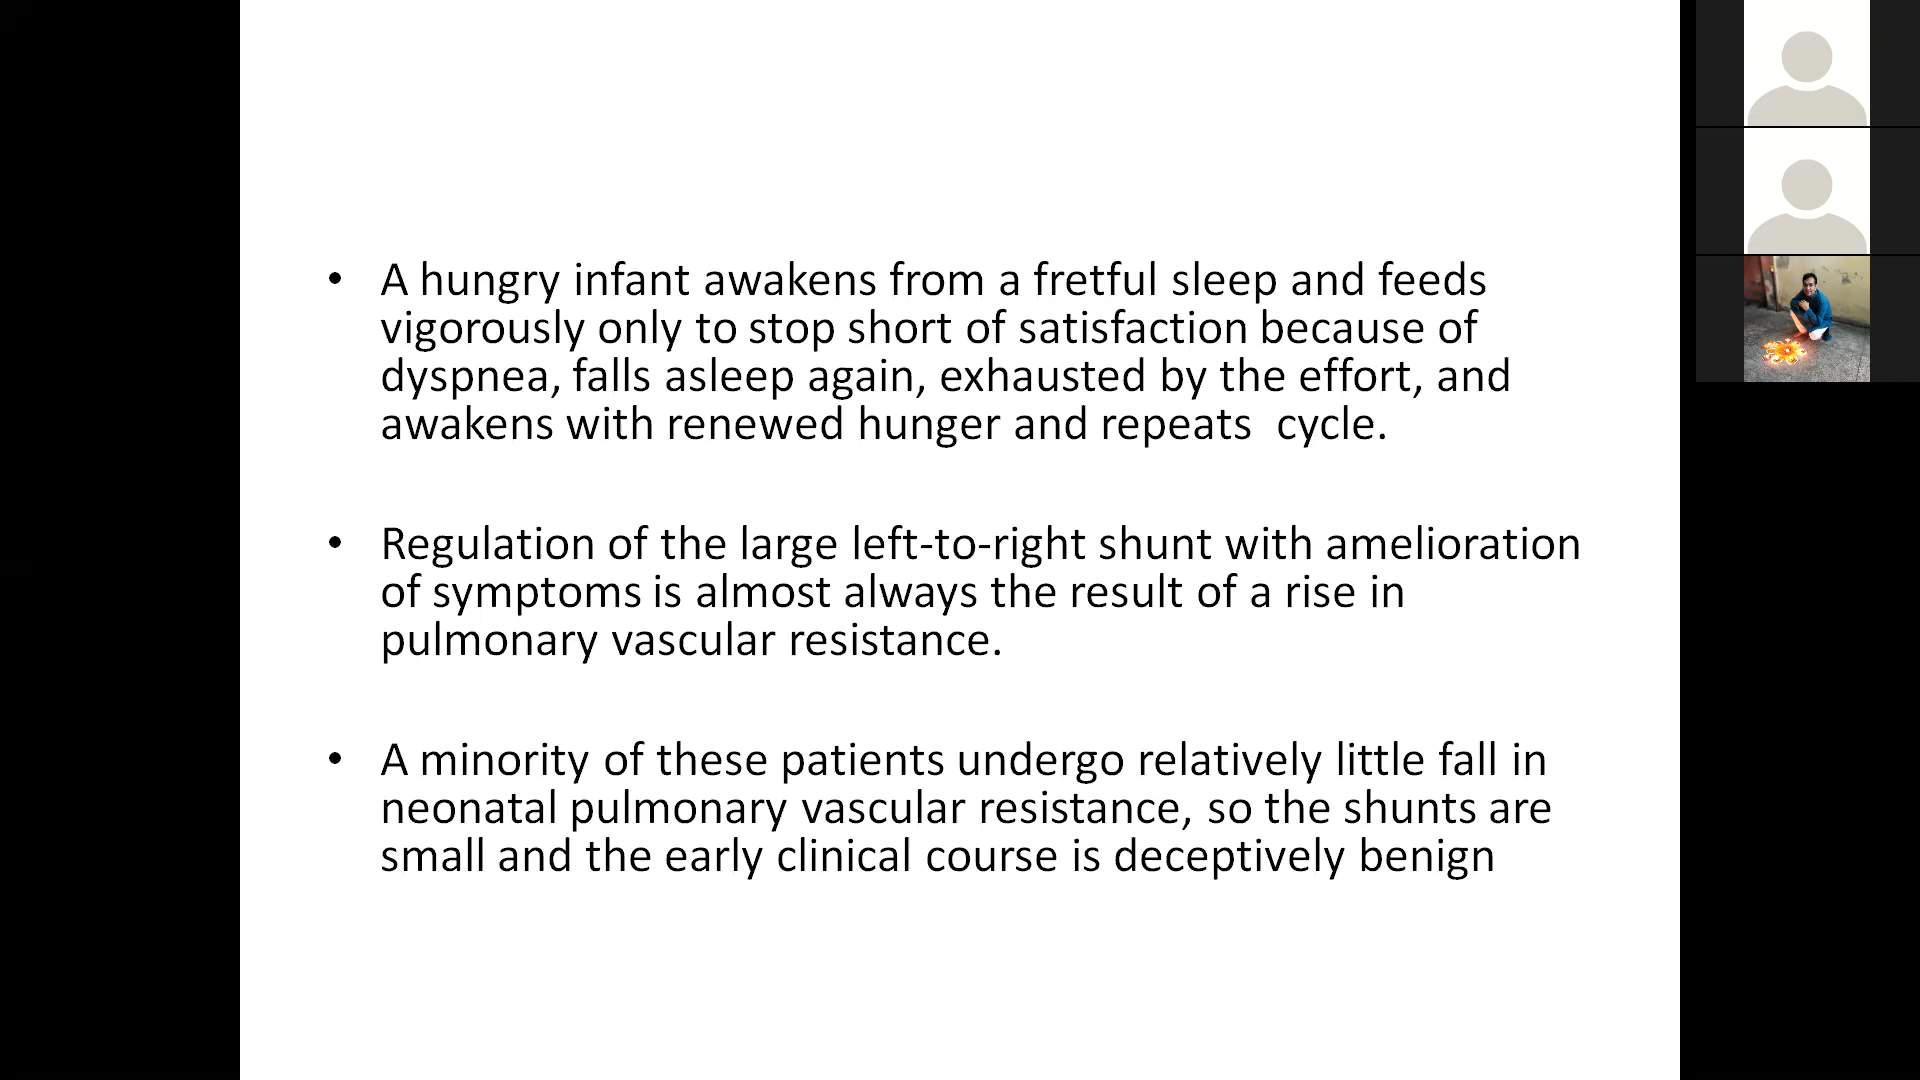 • A hungry infant awakens from a fretful sleep and feeds
vigorously only to stop short of satisfaction because of
dyspnea, falls asleep again, exhausted by the effort, and
awakens with renewed hunger and repeats  cycle.
• Regulation of the large left-to-right shunt with amelioration
of symptoms is almost always the result of a rise in
pulmonary vascular resistance.
• A minority of these patients undergo relatively little fall in
neonatal pulmonary vascular resistance, so the shunts are
small and the early clinical course is deceptively benign